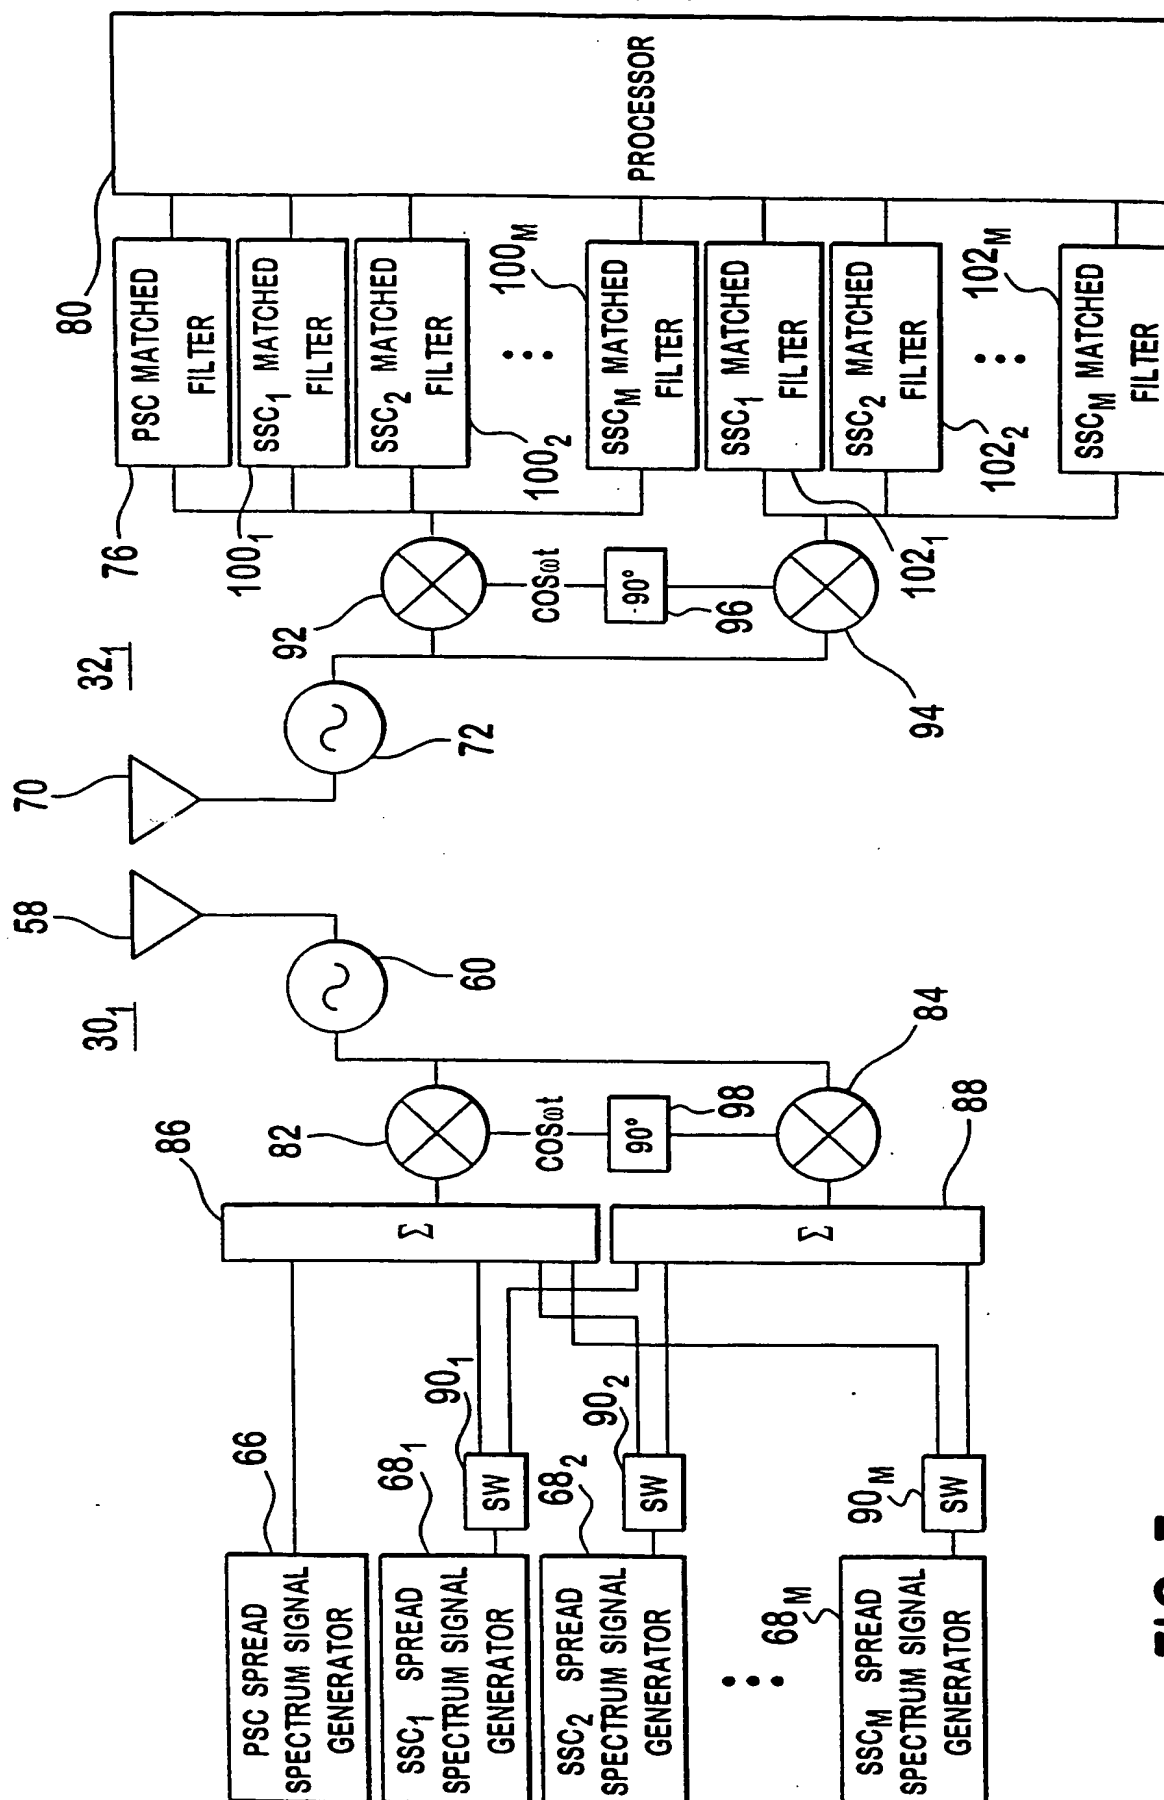 30₁
58
70
32₁
80
66
86
82
60
72
92
76
PSC SPREAD
SPECTRUM SIGNAL
GENERATOR
Σ
PSC MATCHED
FILTER
PROCESSOR
68₁
90₁
100₁
SSC₁ SPREAD
SPECTRUM SIGNAL
GENERATOR
SW
COSωt
COSωt
SSC₁ MATCHED
FILTER
68₂
90₂
90°
98
-90°
96
SSC₂ MATCHED
FILTER
100₂
SSC₂ SPREAD
SPECTRUM SIGNAL
GENERATOR
SW
100M
SSCM MATCHED
FILTER
Σ
84
94
SSC₁ MATCHED
FILTER
102₁
68M
90M
88
SSC₂ MATCHED
FILTER
102₂
SSCM SPREAD
SPECTRUM SIGNAL
GENERATOR
SW
102M
SSCM MATCHED
FILTER